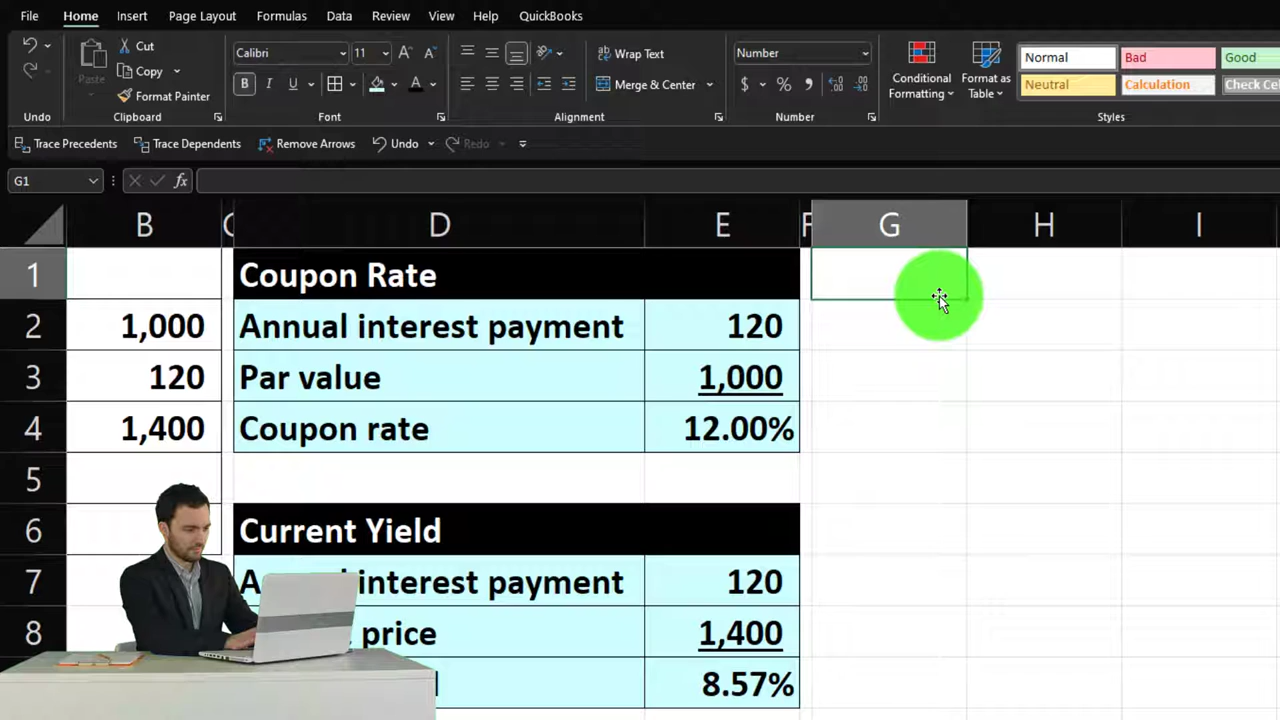 File Home Insert Page Layout Formulas Data Review View Help QuickBooks
Cut
Copy
Paste
Format Painter
Calibri 11 A A
B I U A
Wrap Text
Merge & Center
Number
$ % 9
Conditional
Formatting
Format as
Table
Normal Bad Good
Neutral Calculation Check Ce
Undo Clipboard Font Alignment Number Styles
Trace Precedents Trace Dependents Remove Arrows Undo Redo
G1 fx
B D E F G H I
1 Coupon Rate
2 1,000 Annual interest payment 120
3 120 Par value 1,000
4 1,400 Coupon rate 12.00%
5
6 Current Yield
7 interest payment 120
8 price 1,400
8.57%